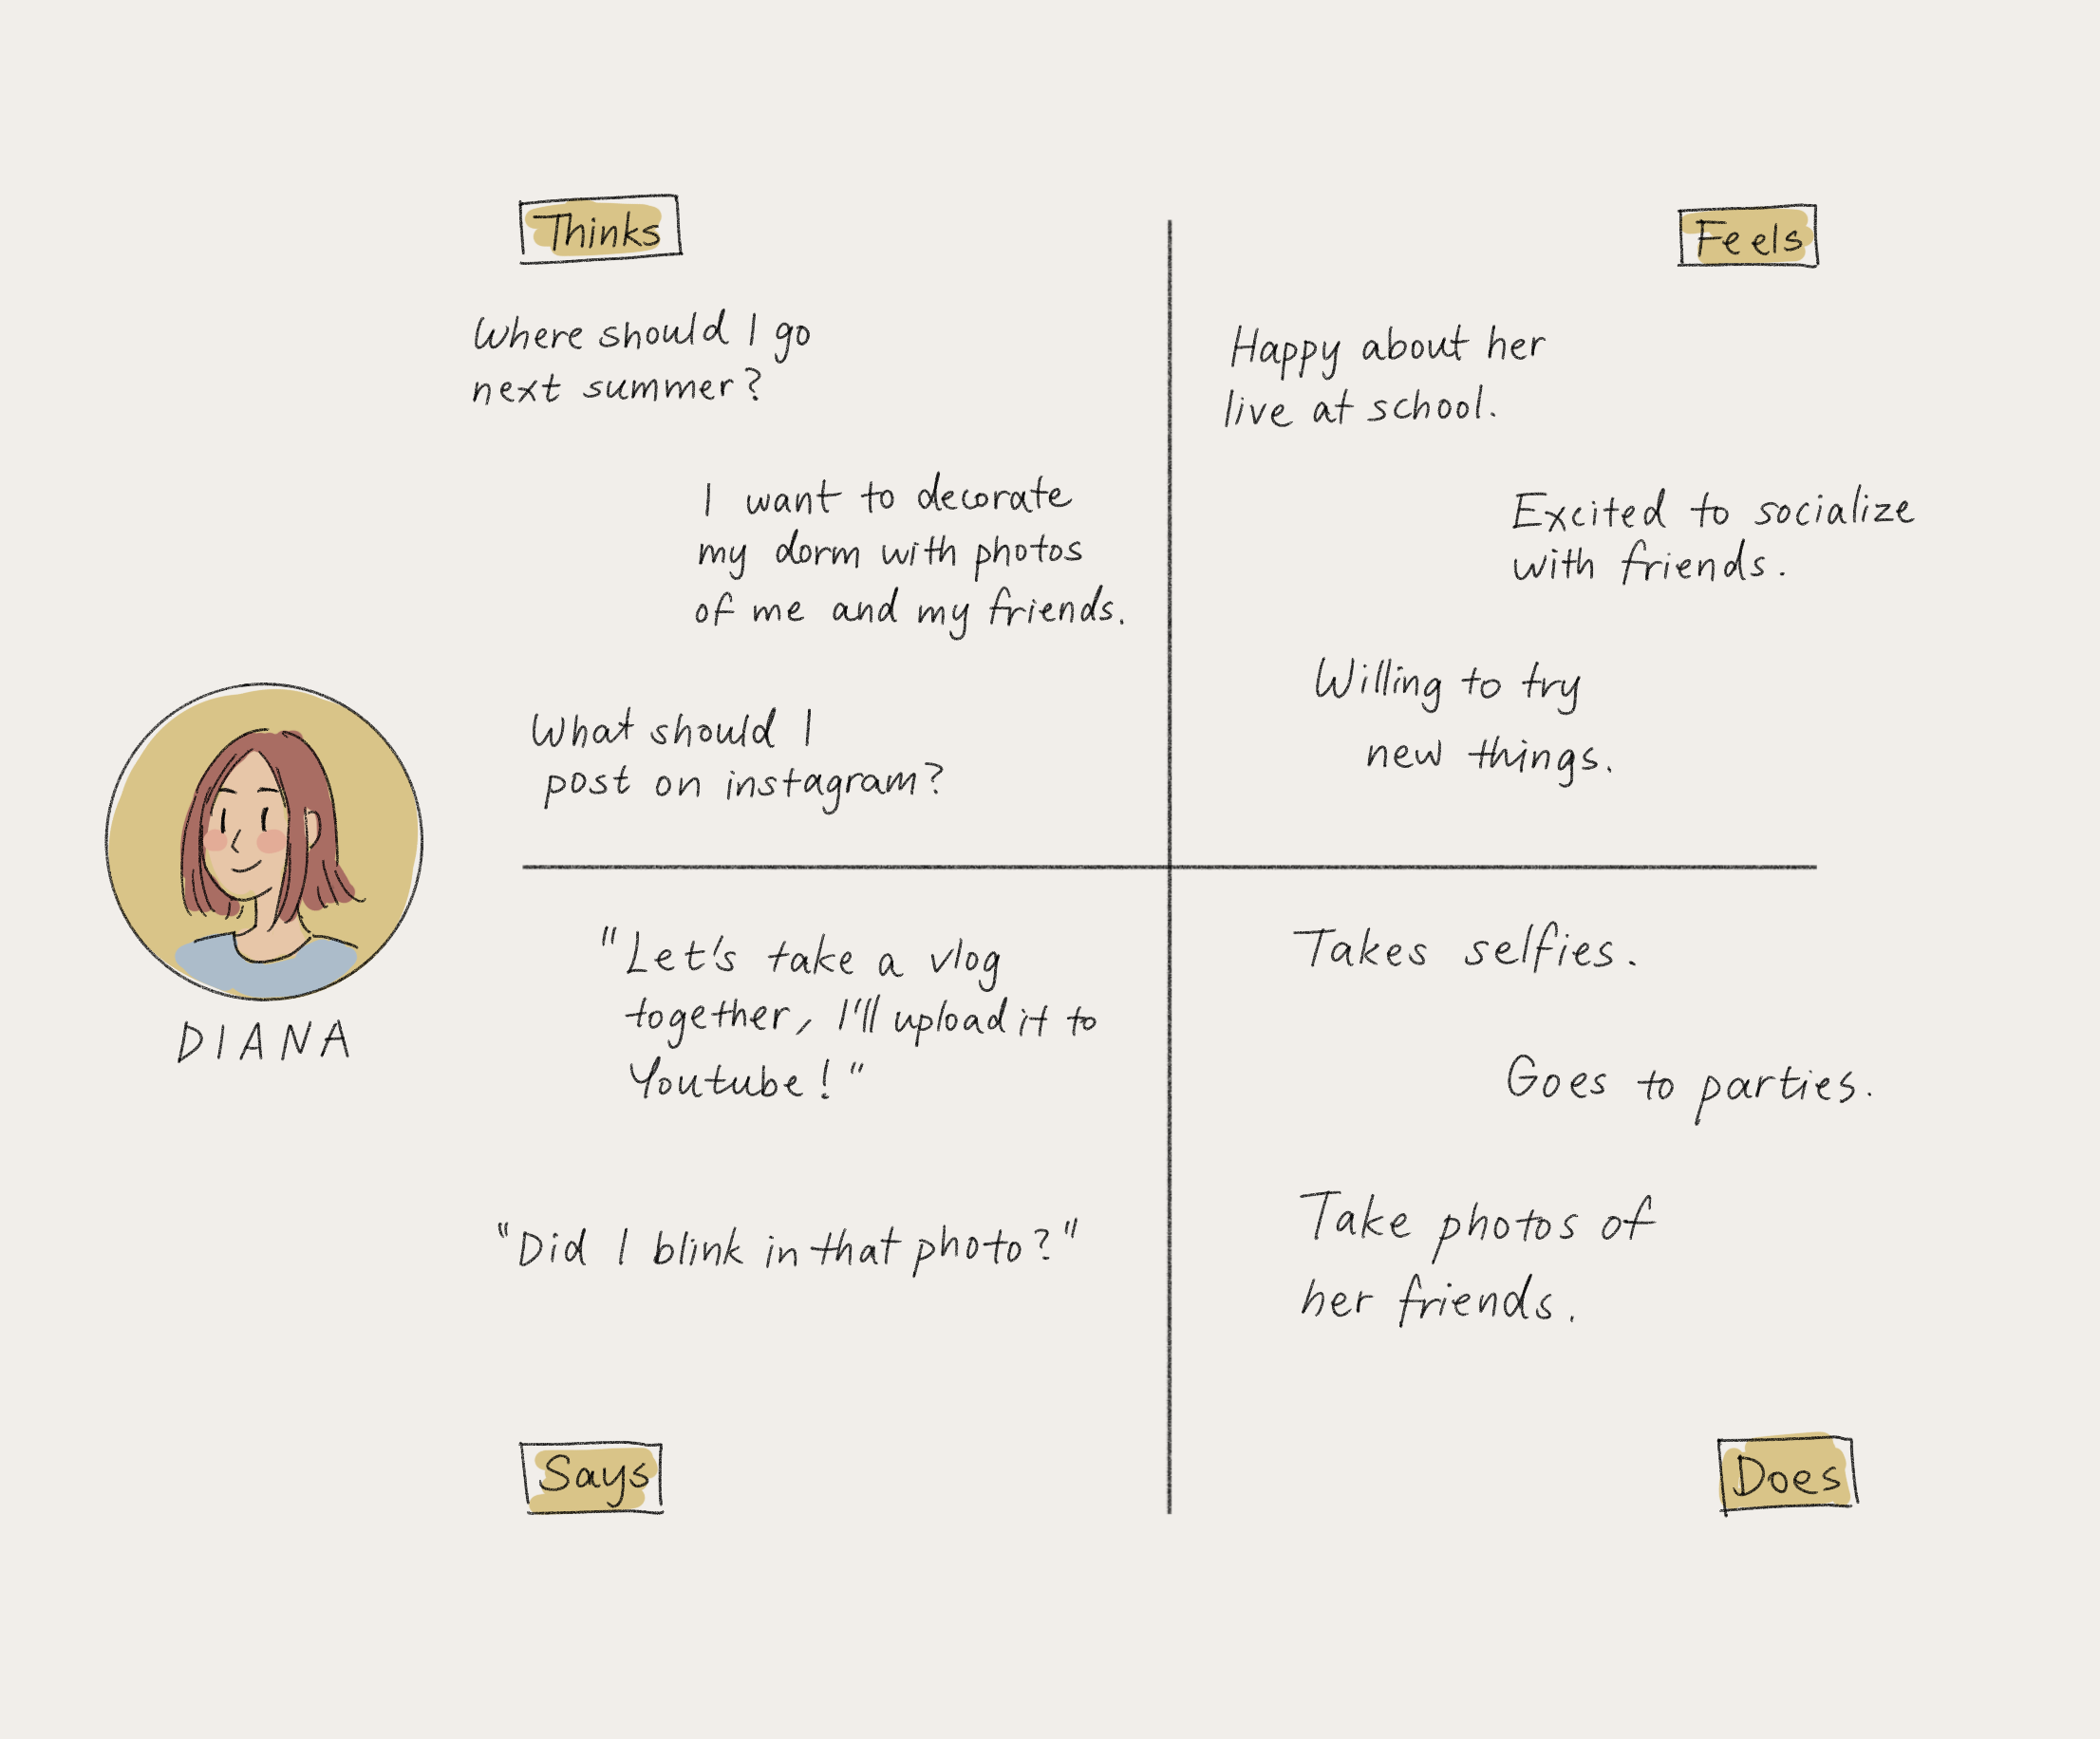 Thinks
Where should I go
next summer?
I want to decorate
my dorm with photos
of me and my friends.
What should I
post on instagram?
Feels
Happy about her
live at school.
Excited to socialize
with friends.
Willing to try
new things.
DIANA
"Let's take a vlog
together, I'll upload it to
Youtube!"
"Did I blink in that photo?"
Says
Takes selfies.
Goes to parties.
Take photos of
her friends.
Does